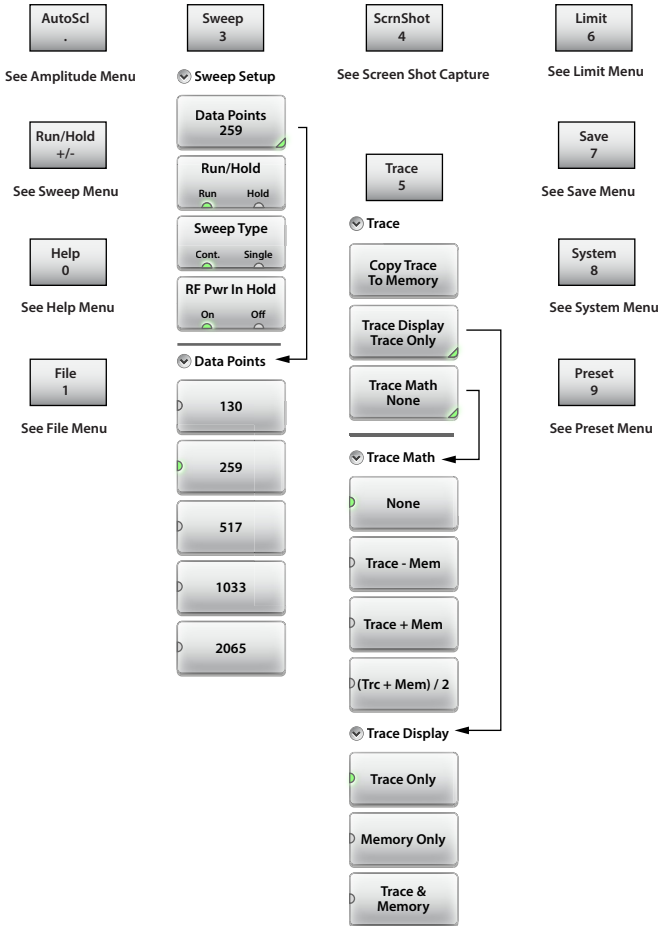 AutoScl
.
See Amplitude Menu
Run/Hold
+/-
See Sweep Menu
Help
0
See Help Menu
File
1
See File Menu
Sweep
3
Sweep Setup
Data Points
259
Run/Hold
Run Hold
Sweep Type
Cont. Single
RF Pwr In Hold
On Off
Data Points
130
259
517
1033
2065
ScrnShot
4
See Screen Shot Capture
Trace
5
Trace
Copy Trace
To Memory
Trace Display
Trace Only
Trace Math
None
Trace Math
None
Trace - Mem
Trace + Mem
(Trc + Mem) / 2
Trace Display
Trace Only
Memory Only
Trace &
Memory
Limit
6
See Limit Menu
Save
7
See Save Menu
System
8
See System Menu
Preset
9
See Preset Menu